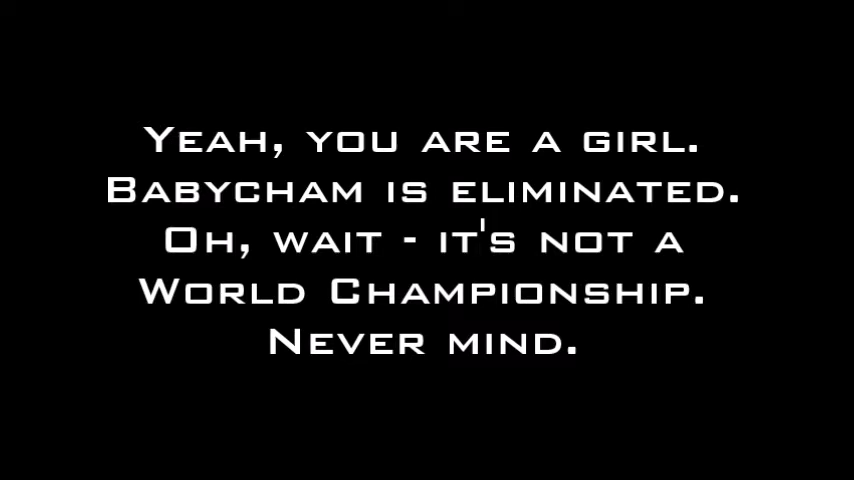 Yeah, you are a girl.
Babycham is eliminated.
Oh, wait - it's not a
World Championship.
Never mind.